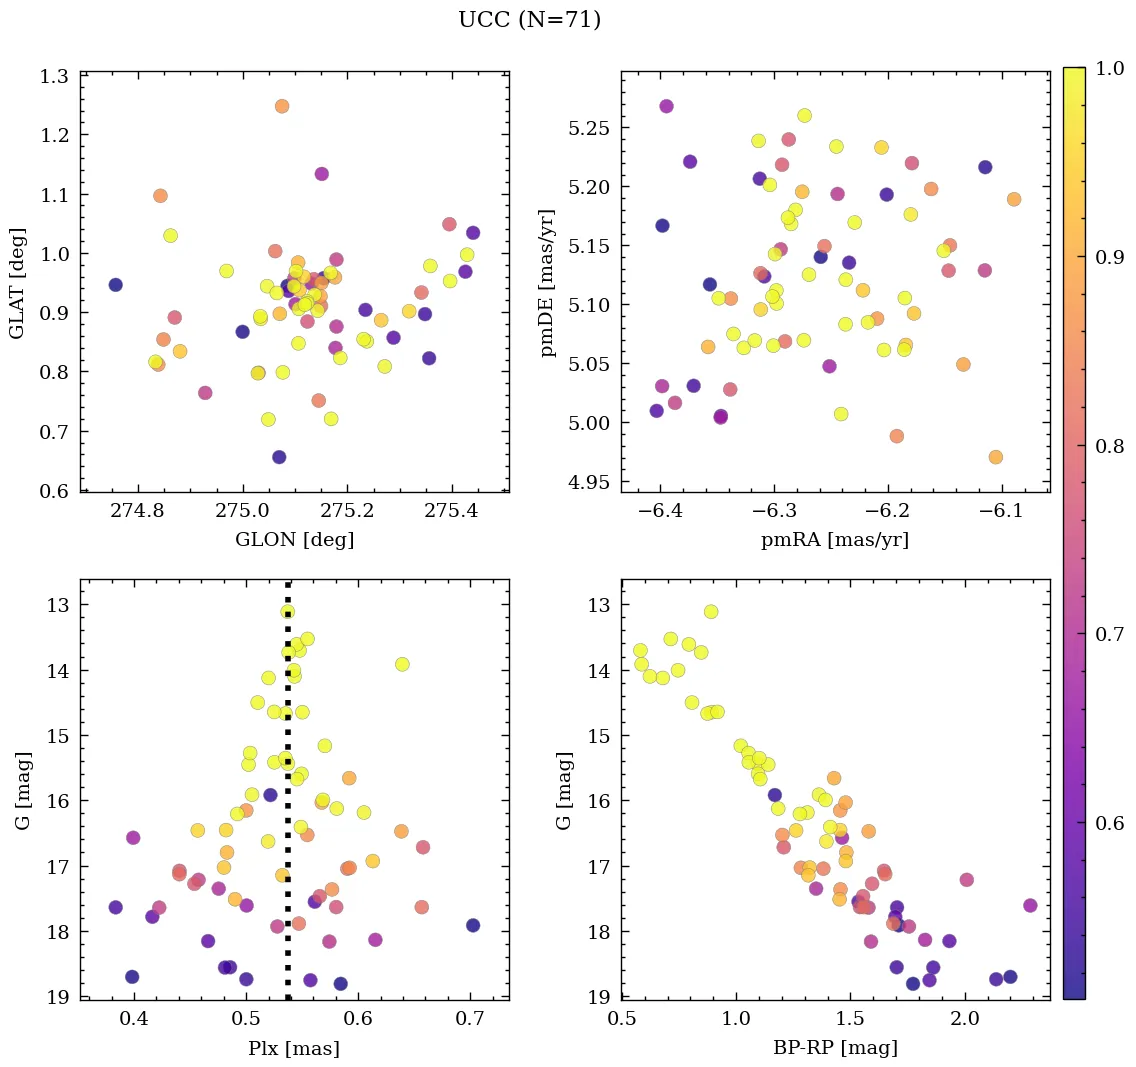 UCC (N=71)
1.3
1.2
1.1
1.0
0.9
0.8
0.7
0.6
GLAT [deg]
274.8 275.0 275.2 275.4
GLON [deg]
5.25
5.20
5.15
5.10
5.05
5.00
4.95
pmDE [mas/yr]
−6.4 −6.3 −6.2 −6.1
pmRA [mas/yr]
1.0
0.9
0.8
0.7
0.6
13
14
15
16
17
18
19
G [mag]
0.4 0.5 0.6 0.7
Plx [mas]
13
14
15
16
17
18
19
G [mag]
0.5 1.0 1.5 2.0
BP-RP [mag]